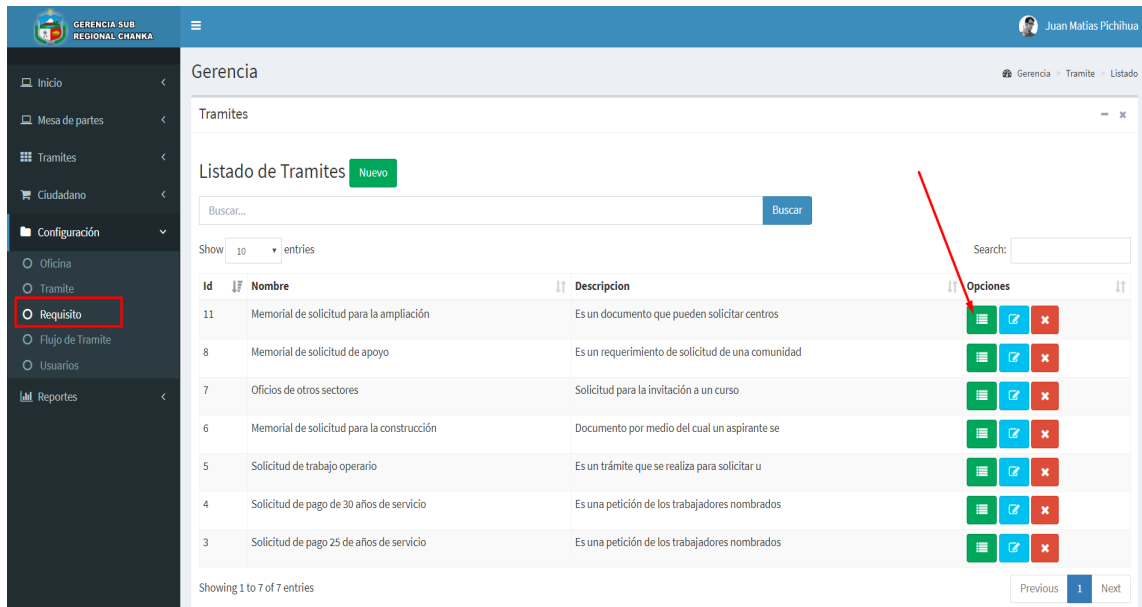 GERENCIA SUB
REGIONAL CHANKA
Juan Matias Pichihua
Inicio
Mesa de partes
Tramites
Ciudadano
Configuración
Oficina
Tramite
Requisito
Flujo de Tramite
Usuarios
Reportes
Gerencia
Gerencia > Tramite > Listado
Tramites
Listado de Tramites Nuevo
Buscar... Buscar
Show 10 entries Search:
Id Nombre Descripcion Opciones
11 Memorial de solicitud para la ampliación Es un documento que pueden solicitar centros
8 Memorial de solicitud de apoyo Es un requerimiento de solicitud de una comunidad
7 Oficios de otros sectores Solicitud para la invitación a un curso
6 Memorial de solicitud para la construcción Documento por medio del cual un aspirante se
5 Solicitud de trabajo operario Es un trámite que se realiza para solicitar u
4 Solicitud de pago de 30 años de servicio Es una petición de los trabajadores nombrados
3 Solicitud de pago 25 de años de servicio Es una petición de los trabajadores nombrados
Showing 1 to 7 of 7 entries Previous 1 Next